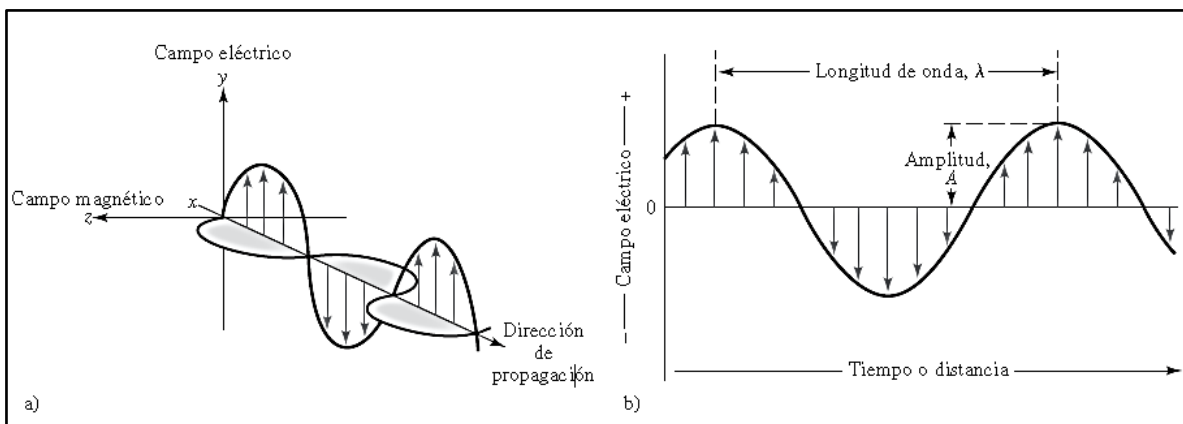 Campo eléctrico
y
Campo magnético
x
z
Dirección
de
propagación
a)
Longitud de onda, λ
Amplitud,
A
− Campo eléctrico +
0
Tiempo o distancia
b)